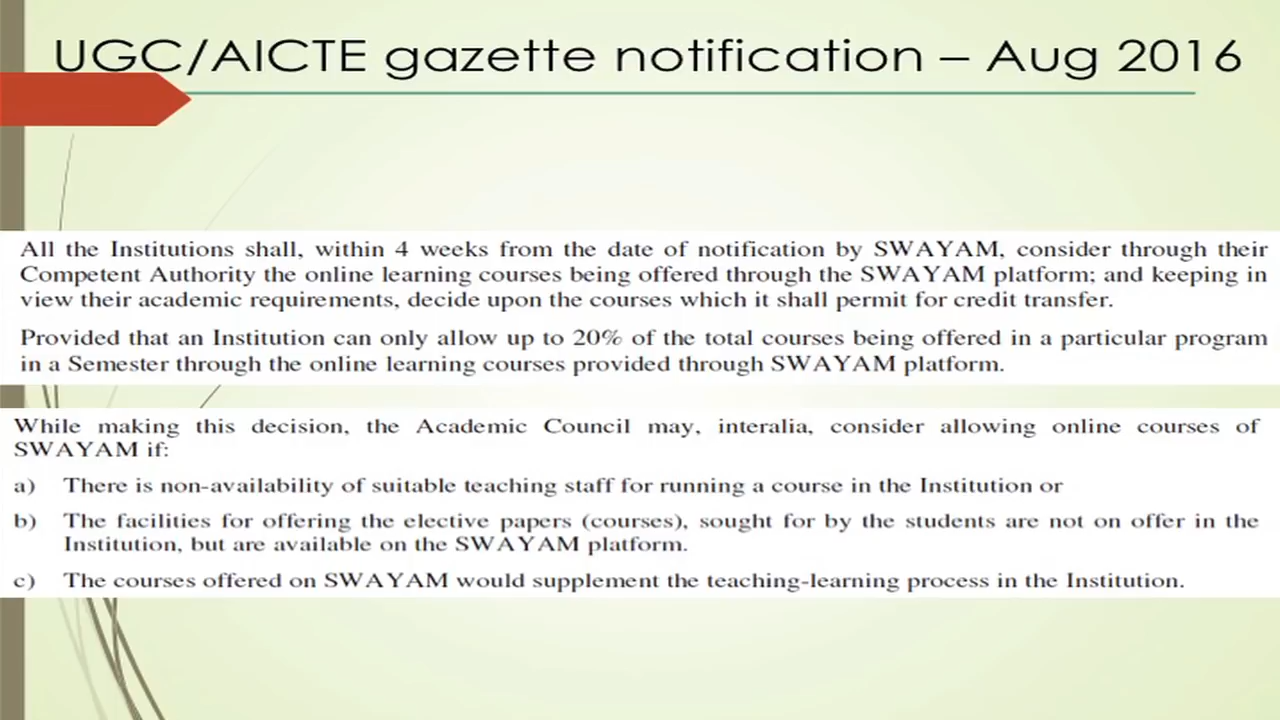 UGC/AICTE gazette notification – Aug 2016
All the Institutions shall, within 4 weeks from the date of notification by SWAYAM, consider through their
Competent Authority the online learning courses being offered through the SWAYAM platform; and keeping in
view their academic requirements, decide upon the courses which it shall permit for credit transfer.
Provided that an Institution can only allow up to 20% of the total courses being offered in a particular program
in a Semester through the online learning courses provided through SWAYAM platform.
While making this decision, the Academic Council may, interalia, consider allowing online courses of
SWAYAM if:
a) There is non-availability of suitable teaching staff for running a course in the Institution or
b) The facilities for offering the elective papers (courses), sought for by the students are not on offer in the
Institution, but are available on the SWAYAM platform.
c) The courses offered on SWAYAM would supplement the teaching-learning process in the Institution.